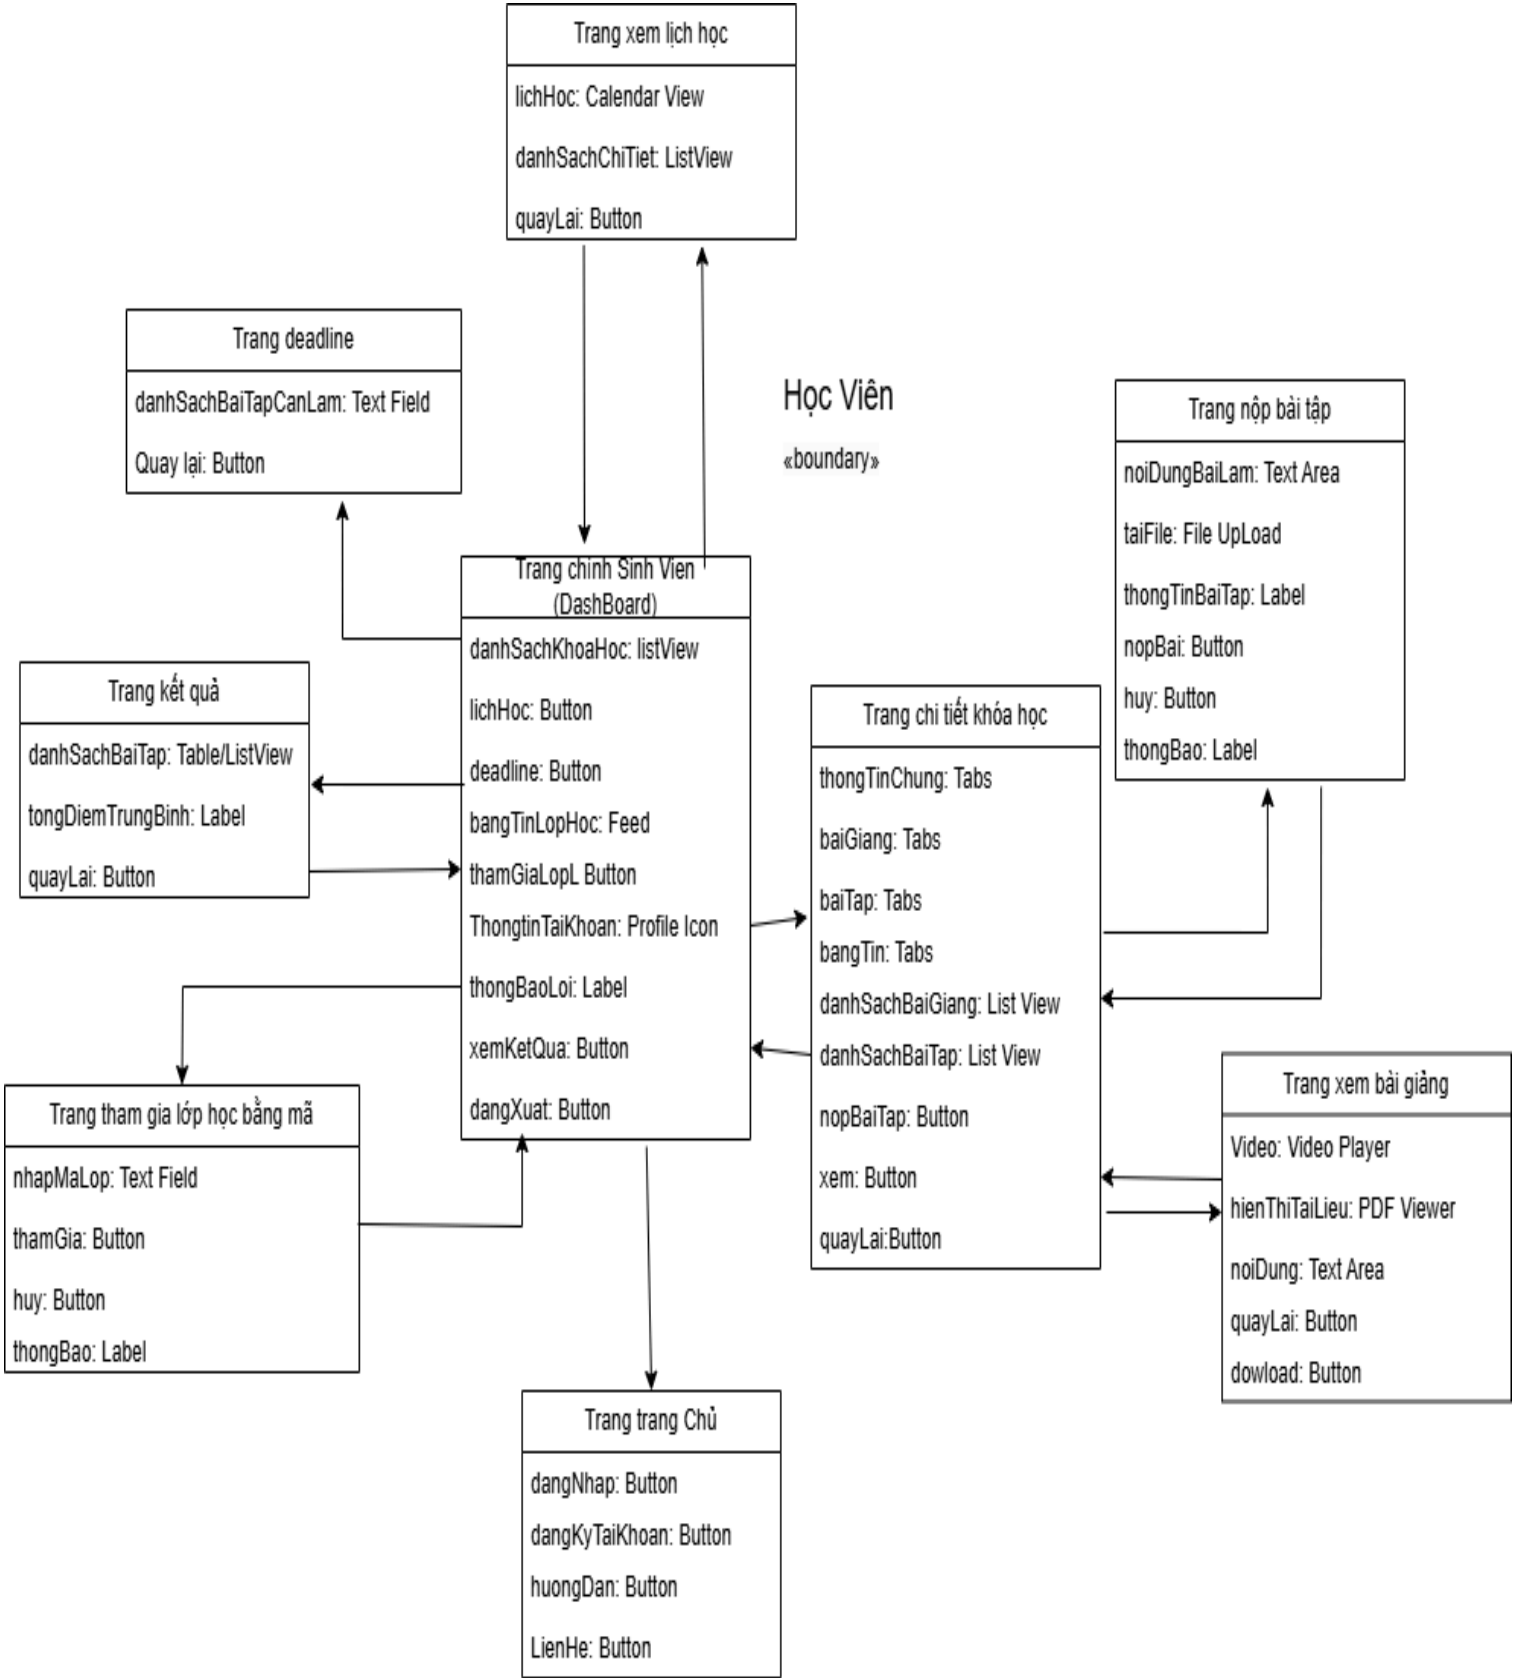 Trang xem lịch học
lichHoc: Calendar View
danhSachChiTiet: ListView
quayLai: Button
Trang deadline
danhSachBaiTapCanLam: Text Field
Quay lại: Button
Học Viên
«boundary»
Trang nộp bài tập
noiDungBaiLam: Text Area
taiFile: File UpLoad
thongTinBaiTap: Label
nopBai: Button
huy: Button
thongBao: Label
Trang chinh Sinh Vien
(DashBoard)
danhSachKhoaHoc: listView
lichHoc: Button
deadline: Button
bangTinLopHoc: Feed
thamGiaLopL Button
ThongtinTaiKhoan: Profile Icon
thongBaoLoi: Label
xemKetQua: Button
dangXuat: Button
Trang kết quả
danhSachBaiTap: Table/ListView
tongDiemTrungBinh: Label
quayLai: Button
Trang chi tiết khóa học
thongTinChung: Tabs
baiGiang: Tabs
baiTap: Tabs
bangTin: Tabs
danhSachBaiGiang: List View
danhSachBaiTap: List View
nopBaiTap: Button
xem: Button
quayLai:Button
Trang xem bài giảng
Video: Video Player
hienThiTaiLieu: PDF Viewer
noiDung: Text Area
quayLai: Button
dowload: Button
Trang tham gia lớp học bằng mã
nhapMaLop: Text Field
thamGia: Button
huy: Button
thongBao: Label
Trang trang Chủ
dangNhap: Button
dangKyTaiKhoan: Button
huongDan: Button
LienHe: Button